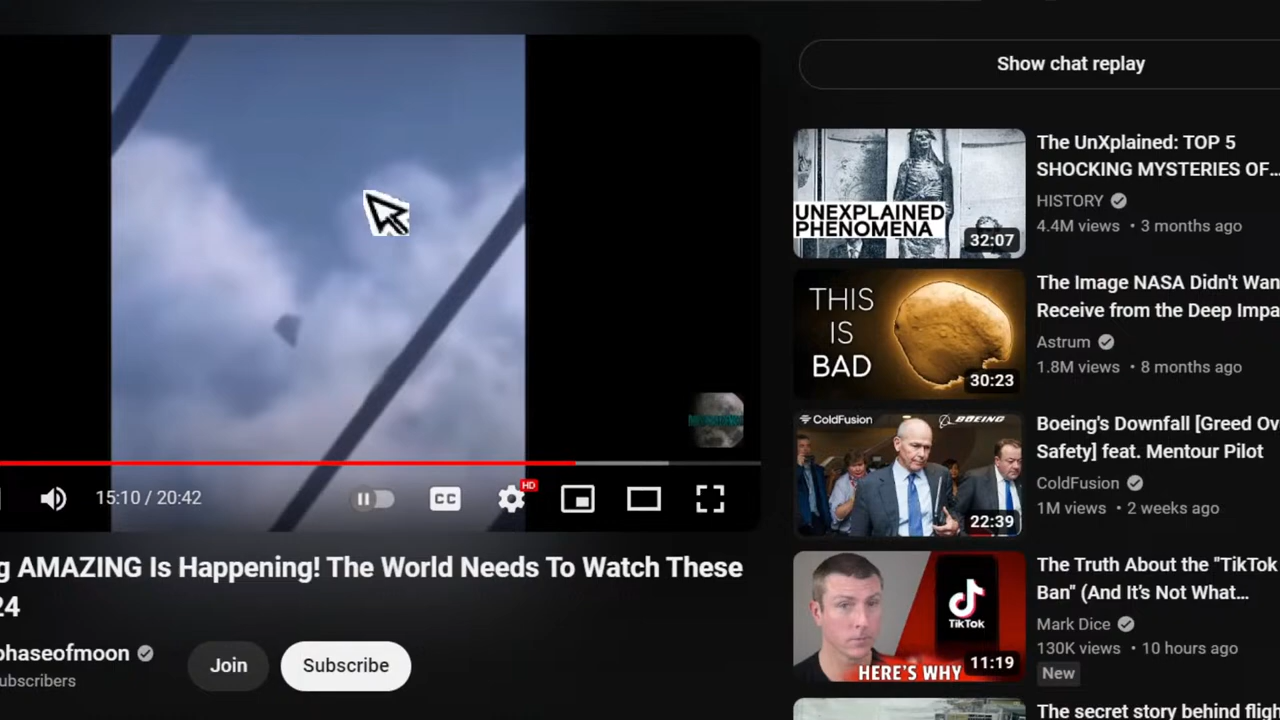 Show chat replay
UNEXPLAINED
PHENOMENA
32:07
The UnXplained: TOP 5
SHOCKING MYSTERIES OF...
HISTORY
4.4M views • 3 months ago
THIS
IS
BAD
30:23
The Image NASA Didn't Wan
Receive from the Deep Impa
Astrum
1.8M views • 8 months ago
ColdFusion
BOEING
22:39
Boeing's Downfall [Greed Ov
Safety] feat. Mentour Pilot
ColdFusion
1M views • 2 weeks ago
TikTok
HERE'S WHY
11:19
The Truth About the "TikTok
Ban" (And It's Not What...
Mark Dice
130K views • 10 hours ago
New
The secret story behind fligh
15:10 / 20:42
CC
HD
g AMAZING Is Happening! The World Needs To Watch These
24
phaseofmoon
ubscribers
Join
Subscribe